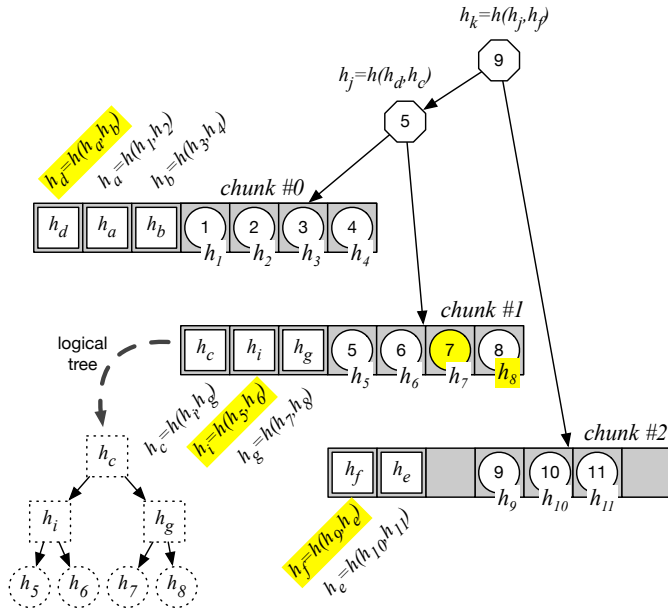 h_k=h(h_j,h_f)
9
h_j=h(h_d,h_c)
5
h_d=h(h_a,h_b)
h_a=h(h_1,h_2)
h_b=h(h_3,h_4)
chunk #0
h_d h_a h_b 1 2 3 4
h_1 h_2 h_3 h_4
chunk #1
logical
tree
h_c h_i h_g 5 6 7 8
h_5 h_6 h_7 h_8
h_c=h(h_i,h_g)
h_i=h(h_5,h_6)
h_g=h(h_7,h_8)
chunk #2
h_c
h_f h_e 9 10 11
h_9 h_10 h_11
h_i h_g
h_f=h(h_9,h_e)
h_e=h(h_10,h_11)
h_5 h_6 h_7 h_8